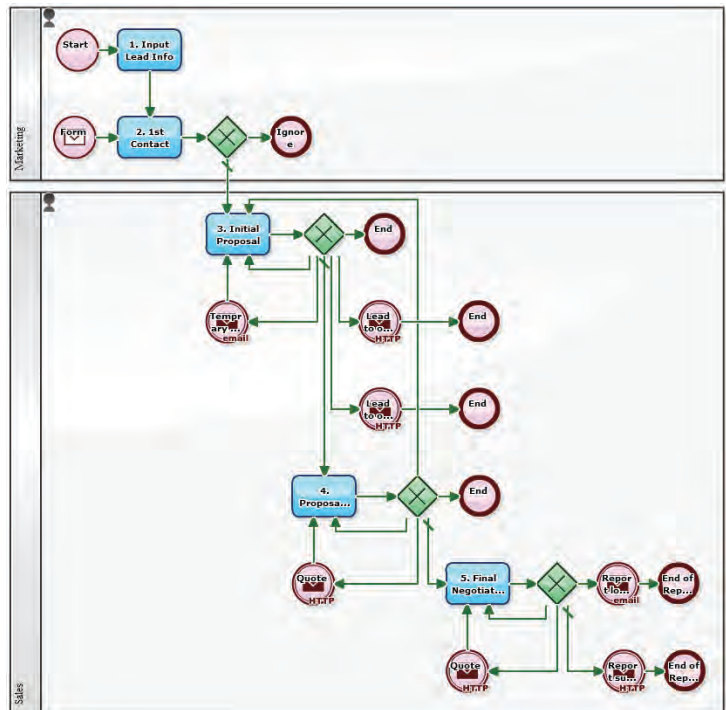 Marketing
Start
1. Input
Lead Info
Form
2. 1st
Contact
Ignor
e
Sales
3. Initial
Proposal
End
Tempr
ary ...
email
Lead
to o...
HTTP
End
Lead
to o...
HTTP
End
4.
Proposa...
End
Quote
HTTP
5. Final
Negotiat...
Repor
t lo...
email
End of
Rep...
Quote
HTTP
Repor
t su...
HTTP
End of
Rep...